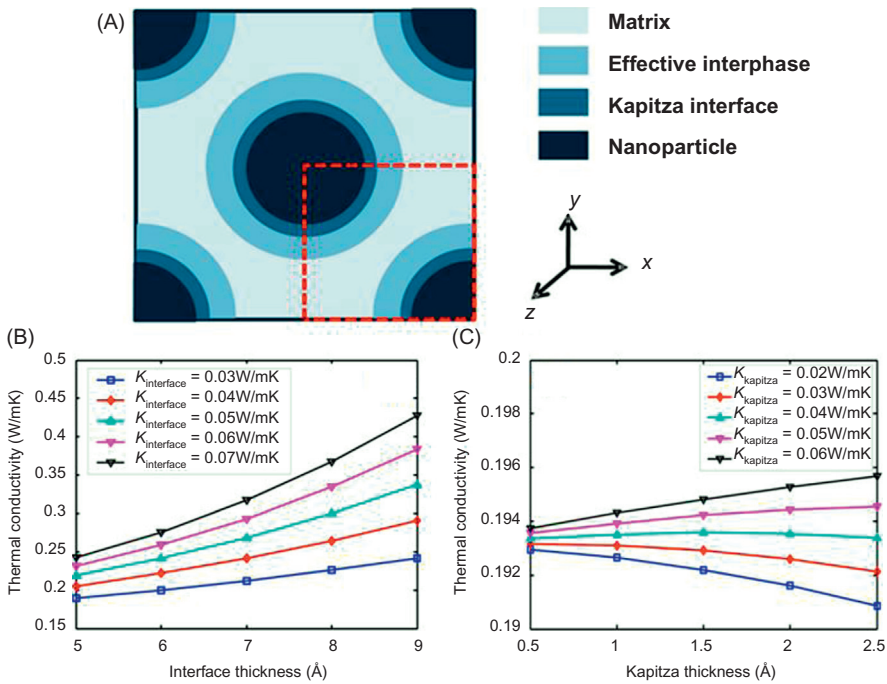 (A)
Matrix
Effective interphase
Kapitza interface
Nanoparticle
y
x
z
(B)
Thermal conductivity (W/mK)
0.5
0.45
0.4
0.35
0.3
0.25
0.2
0.15
Kinterface = 0.03W/mK
Kinterface = 0.04W/mK
Kinterface = 0.05W/mK
Kinterface = 0.06W/mK
Kinterface = 0.07W/mK
5 6 7 8 9
Interface thickness (Å)
(C)
Thermal conductivity (W/mK)
0.2
0.198
0.196
0.194
0.192
0.19
Kkapitza = 0.02W/mK
Kkapitza = 0.03W/mK
Kkapitza = 0.04W/mK
Kkapitza = 0.05W/mK
Kkapitza = 0.06W/mK
0.5 1 1.5 2 2.5
Kapitza thickness (Å)